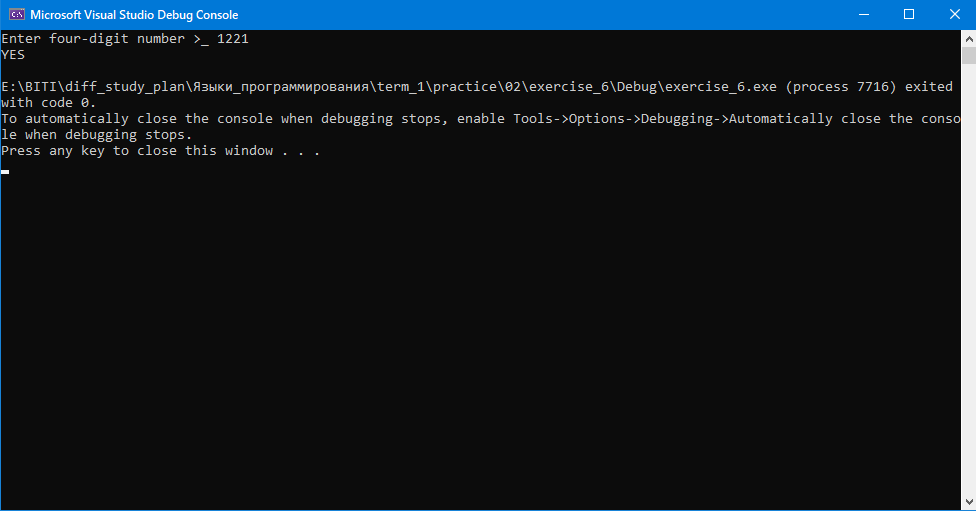 Microsoft Visual Studio Debug Console
Enter four-digit number >_ 1221
YES
E:\BITI\diff_study_plan\Языки_программирования\term_1\practice\02\exercise_6\Debug\exercise_6.exe (process 7716) exited
with code 0.
To automatically close the console when debugging stops, enable Tools->Options->Debugging->Automatically close the conso
le when debugging stops.
Press any key to close this window . . .